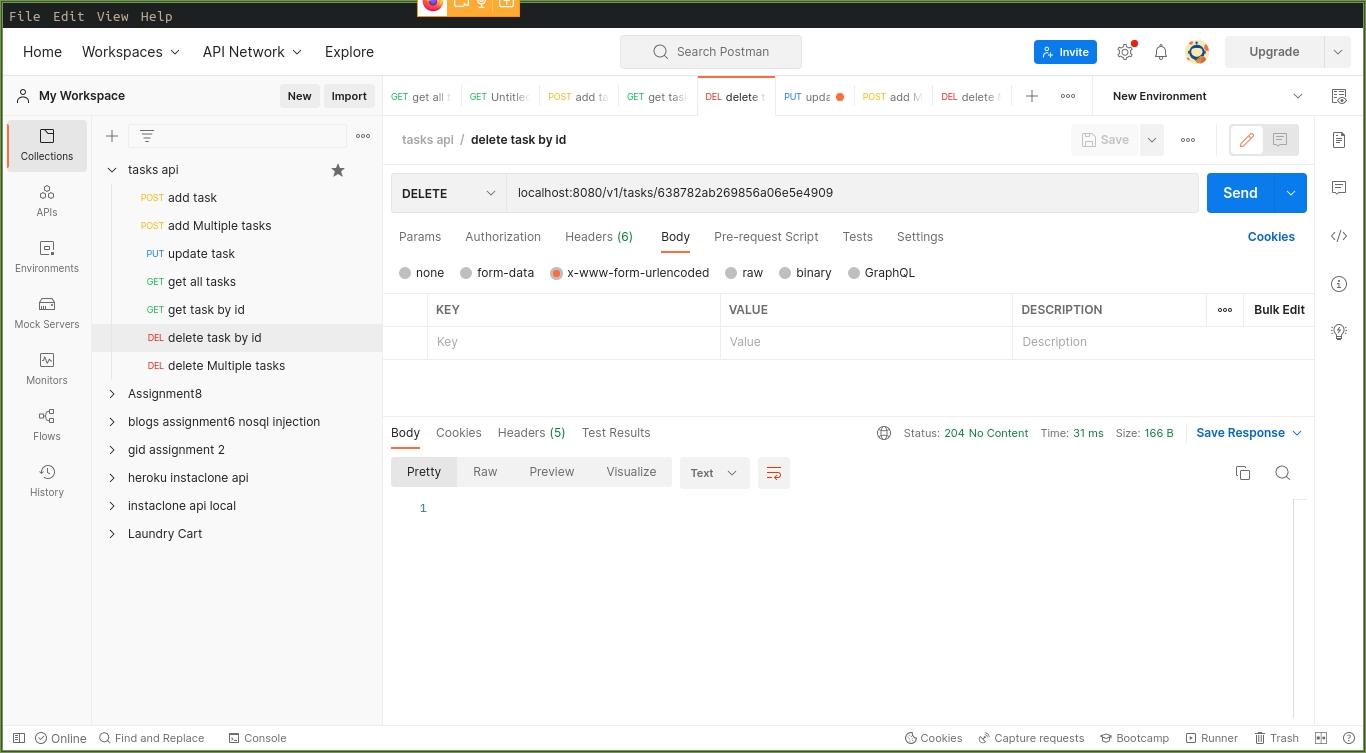 File Edit View Help
Home Workspaces API Network Explore Search Postman Invite Upgrade
My Workspace New Import
GET get all t GET Untitle POST add ta GET get tas DEL delete t PUT upda POST add M DEL delete New Environment
tasks api / delete task by id Save
Collections
APIs
Environments
Mock Servers
Monitors
Flows
History
tasks api
POST add task
POST add Multiple tasks
PUT update task
GET get all tasks
GET get task by id
DEL delete task by id
DEL delete Multiple tasks
Assignment8
blogs assignment6 nosql injection
gid assignment 2
heroku instaclone api
instaclone api local
Laundry Cart
DELETE localhost:8080/v1/tasks/638782ab269856a06e5e4909 Send
Params Authorization Headers (6) Body Pre-request Script Tests Settings Cookies
none form-data x-www-form-urlencoded raw binary GraphQL
KEY VALUE DESCRIPTION Bulk Edit
Key Value Description
Body Cookies Headers (5) Test Results Status: 204 No Content Time: 31 ms Size: 166 B Save Response
Pretty Raw Preview Visualize Text
1
Online Find and Replace Console Cookies Capture requests Bootcamp Runner Trash